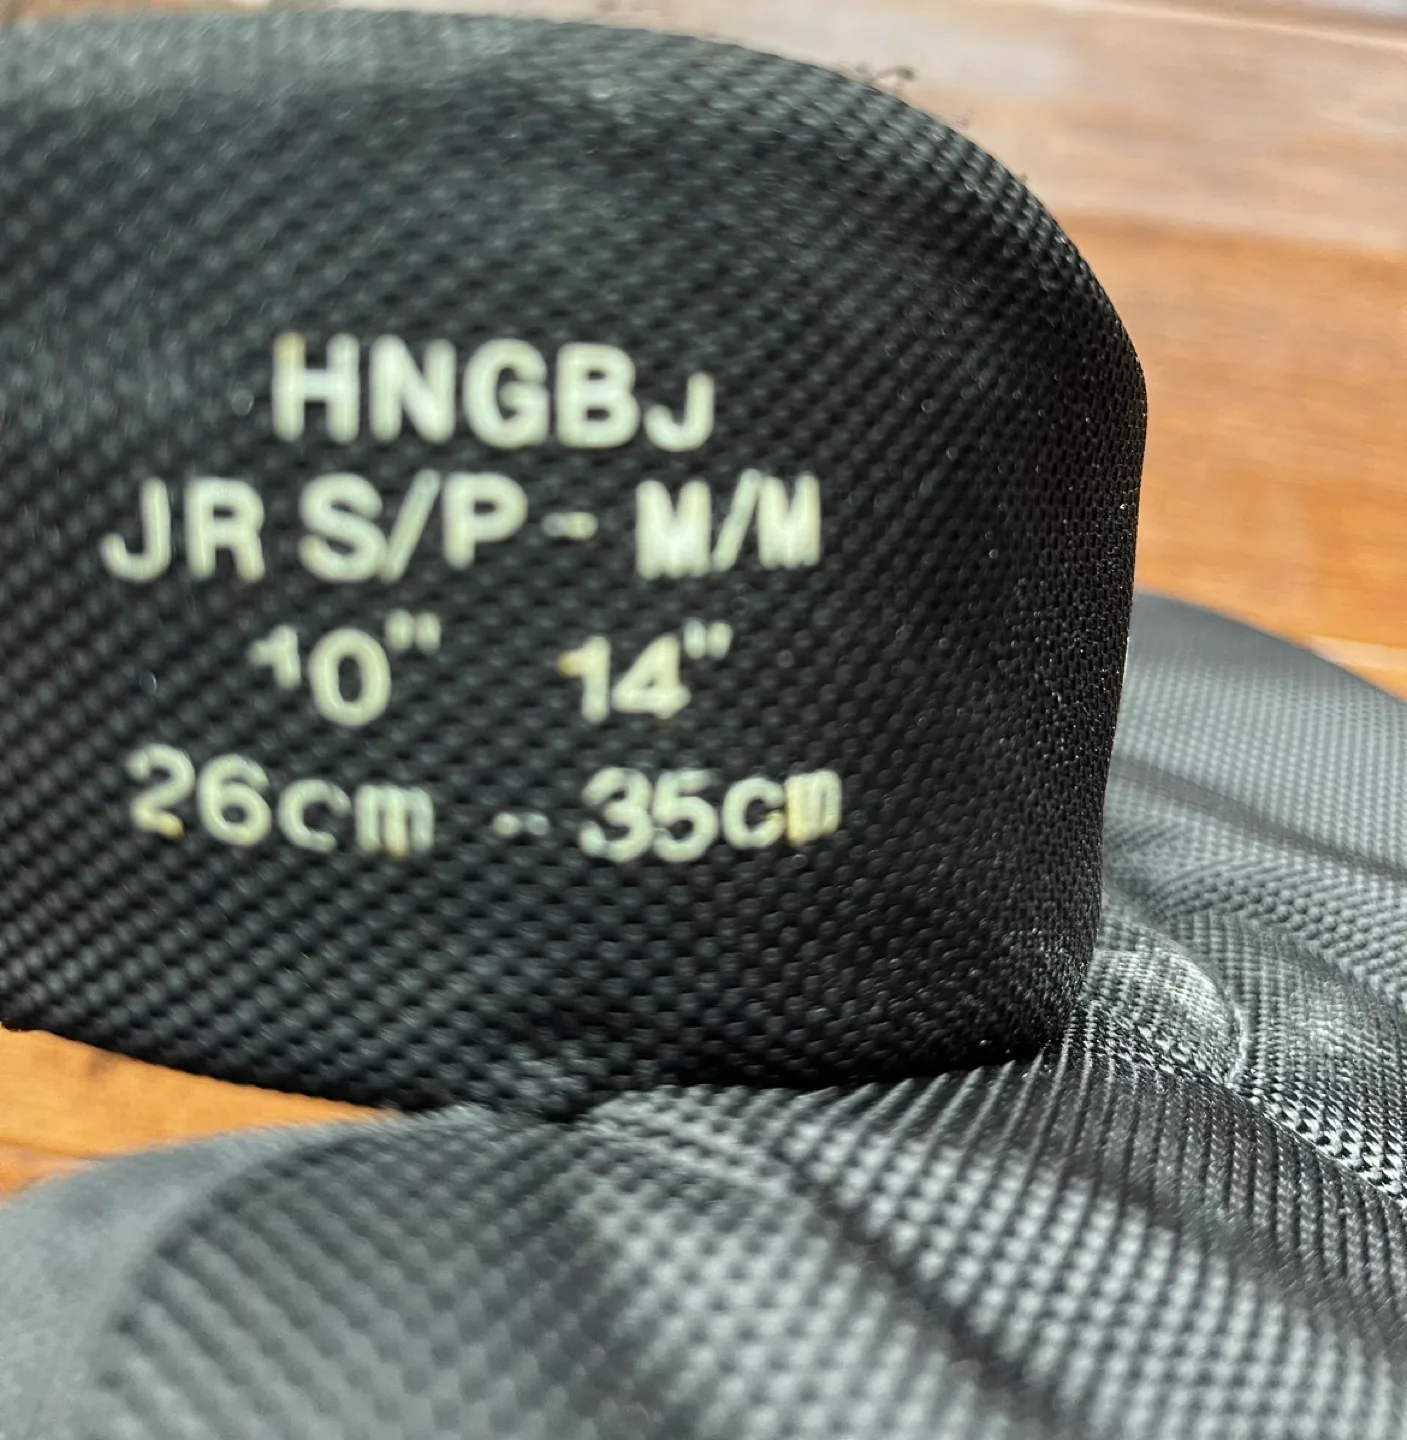 HNGBJ
JR S/P - M/M
10" 14"
26cm - 35cm